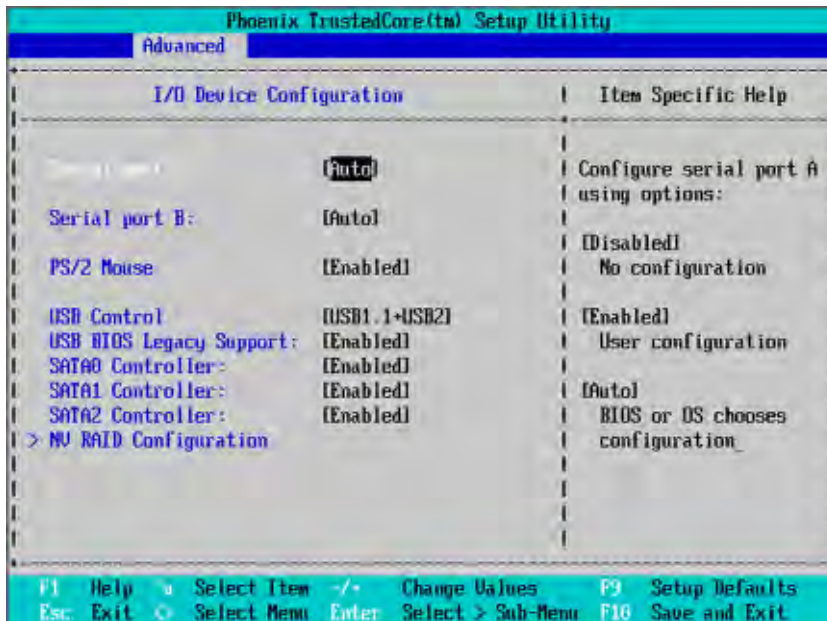 Phoenix TrustedCore(tm) Setup Utility
Advanced
I/O Device Configuration
Item Specific Help
[Auto]
Serial port B: [Auto]
PS/2 Mouse [Enabled]
USB Control [USB1.1+USB2]
USB BIOS Legacy Support: [Enabled]
SATA0 Controller: [Enabled]
SATA1 Controller: [Enabled]
SATA2 Controller: [Enabled]
> NV RAID Configuration
Configure serial port A
using options:
[Disabled]
No configuration
[Enabled]
User configuration
[Auto]
BIOS or OS chooses
configuration_
F1 Help Select Item -/+ Change Values F9 Setup Defaults
Esc Exit <> Select Menu Enter Select > Sub-Menu F10 Save and Exit